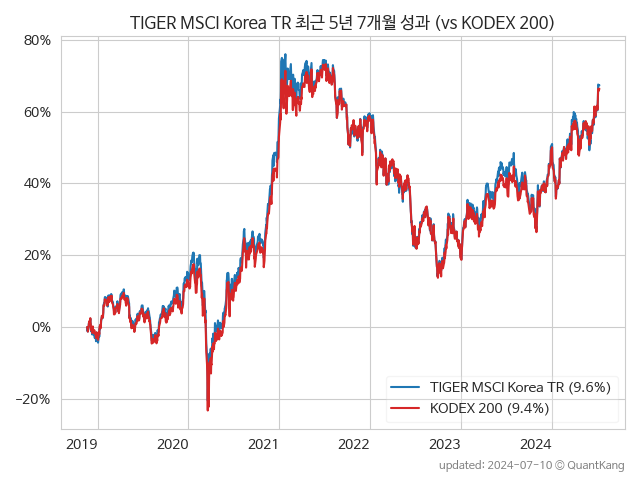 TIGER MSCI Korea TR 최근 5년 7개월 성과 (vs KODEX 200)
80%
60%
40%
20%
0%
−20%
TIGER MSCI Korea TR (9.6%)
KODEX 200 (9.4%)
2019 2020 2021 2022 2023 2024
updated: 2024-07-10 © QuantKang